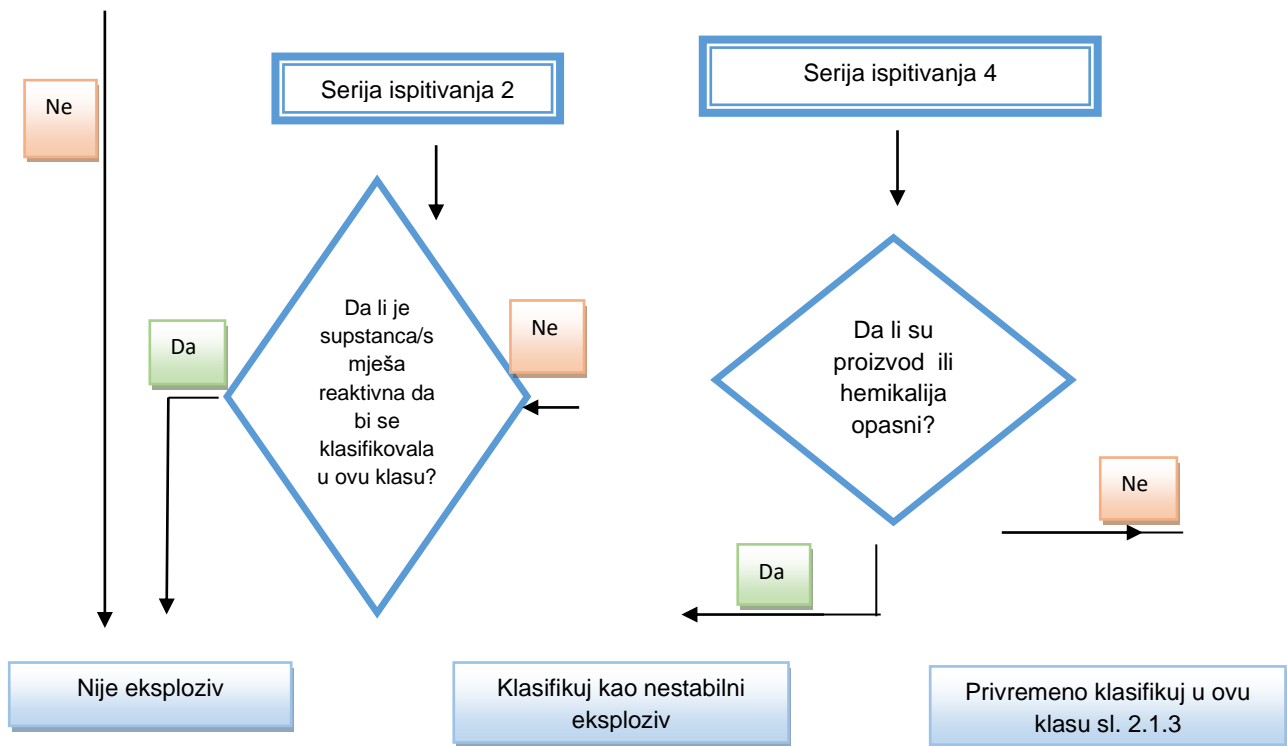 Ne
Serija ispitivanja 2
Serija ispitivanja 4
Da
Da li je
supstanca/s
mješa
reaktivna da
bi se
klasifikovala
u ovu klasu?
Ne
Da li su
proizvod ili
hemikalija
opasni?
Ne
Da
Nije eksploziv
Klasifikuj kao nestabilni
eksploziv
Privremeno klasifikuj u ovu
klasu sl. 2.1.3